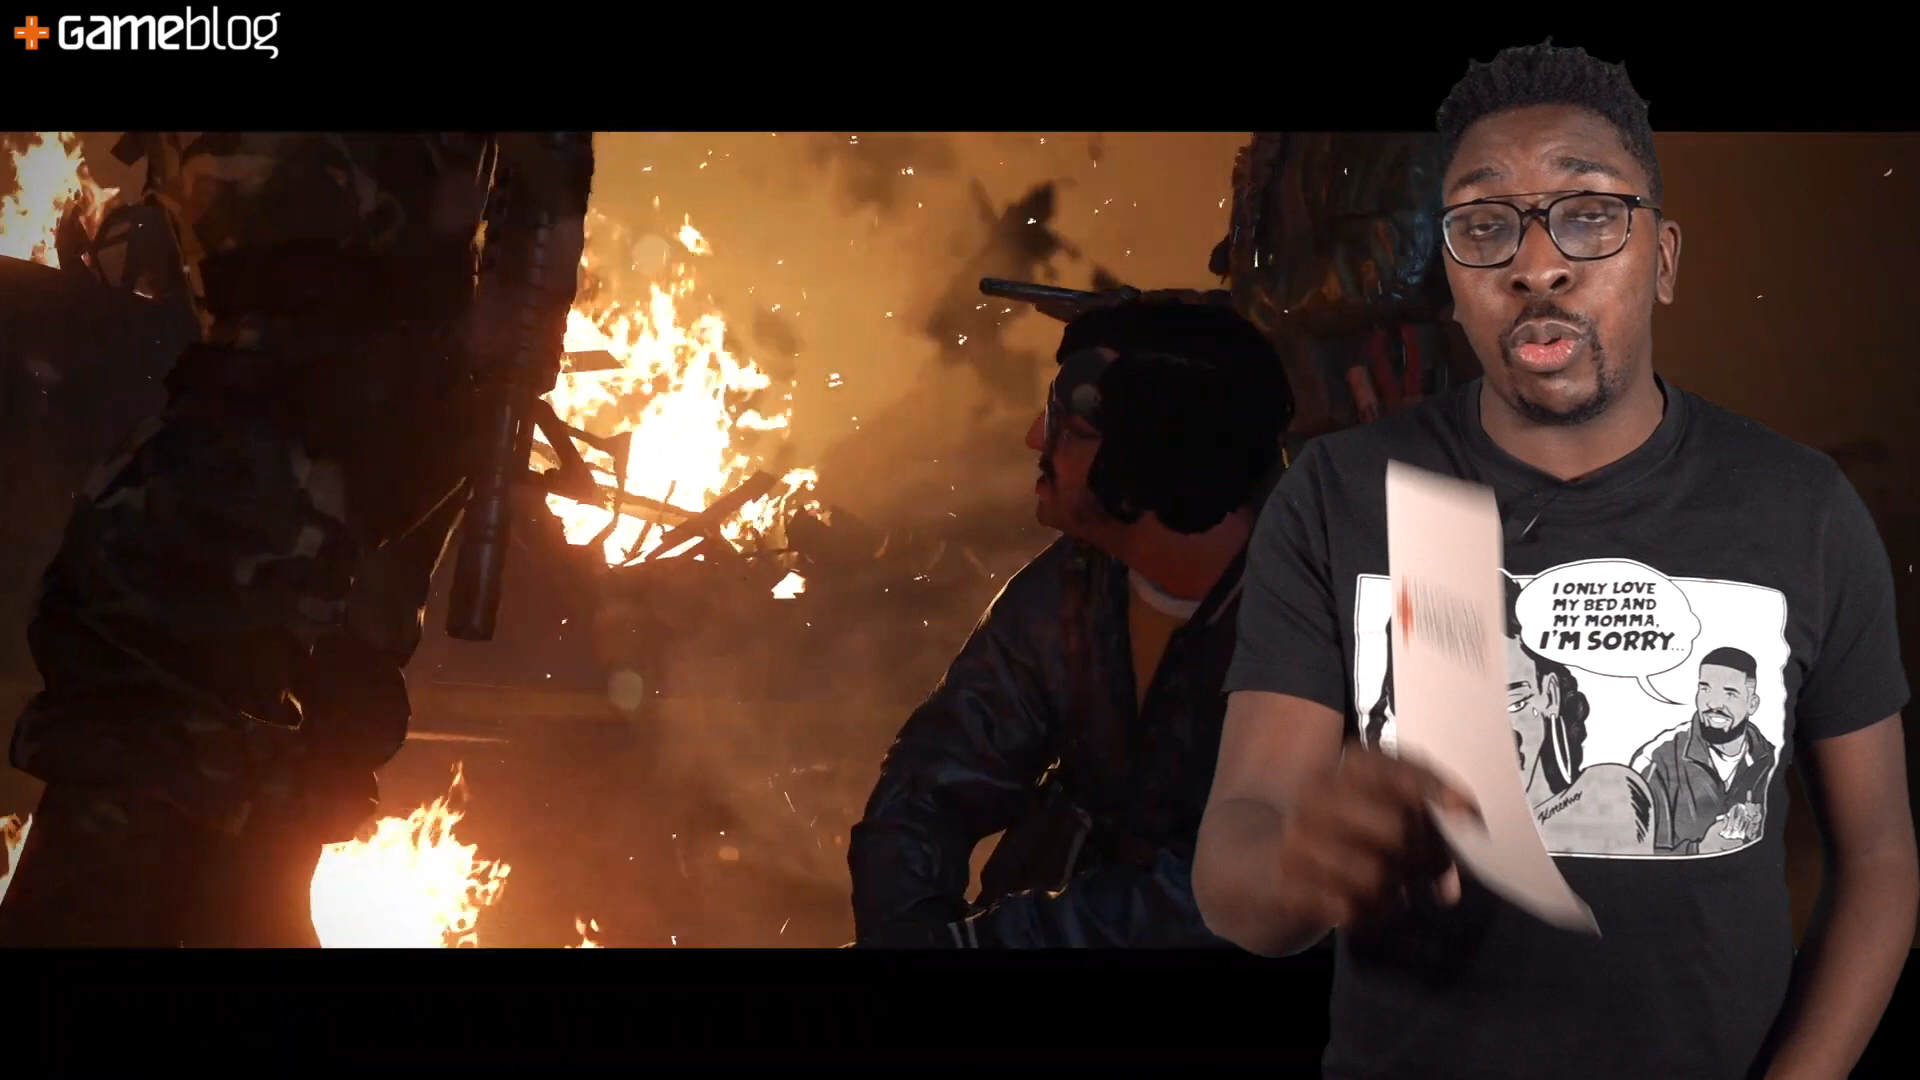 Gameblog
I ONLY LOVE
MY BED AND
MY MOMMA,
I'M SORRY...